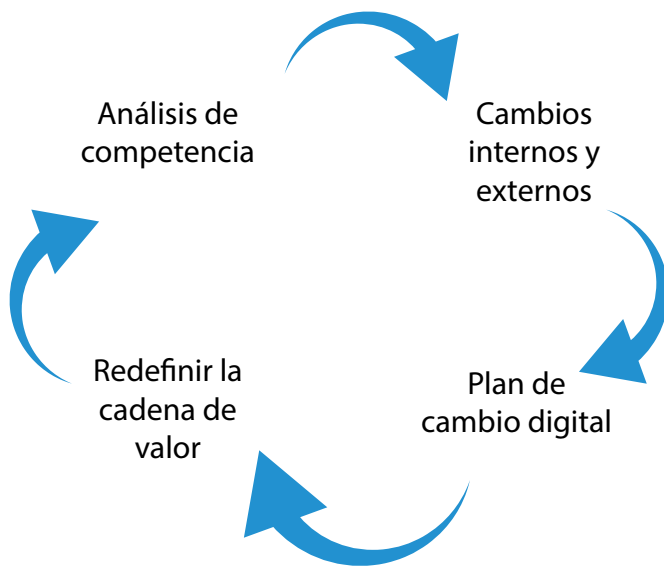 Análisis de
competencia
Cambios
internos y
externos
Plan de
cambio digital
Redefinir la
cadena de
valor